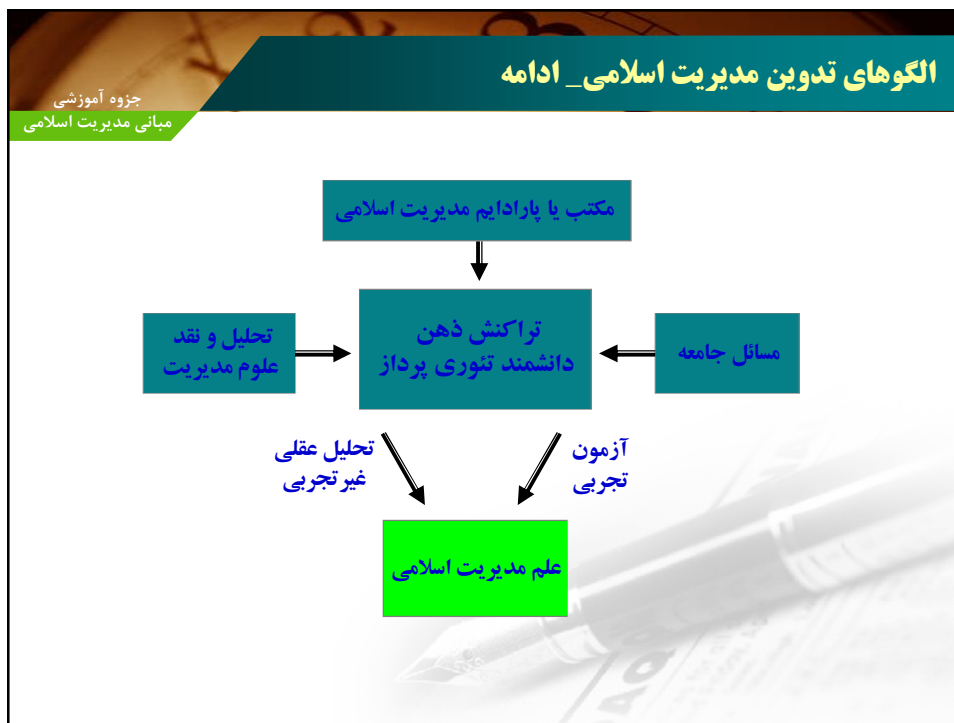 الگوهای تدوین مدیریت اسلامی_ ادامه
جزوه آموزشی
مبانی مدیریت اسلامی
مکتب یا پارادایم مدیریت اسلامی
تراکنش ذهن
دانشمند تئوری پرداز
مسائل جامعه
تحلیل و نقد
علوم مدیریت
آزمون
تجربی
تحلیل عقلی
غیرتجربی
علم مدیریت اسلامی